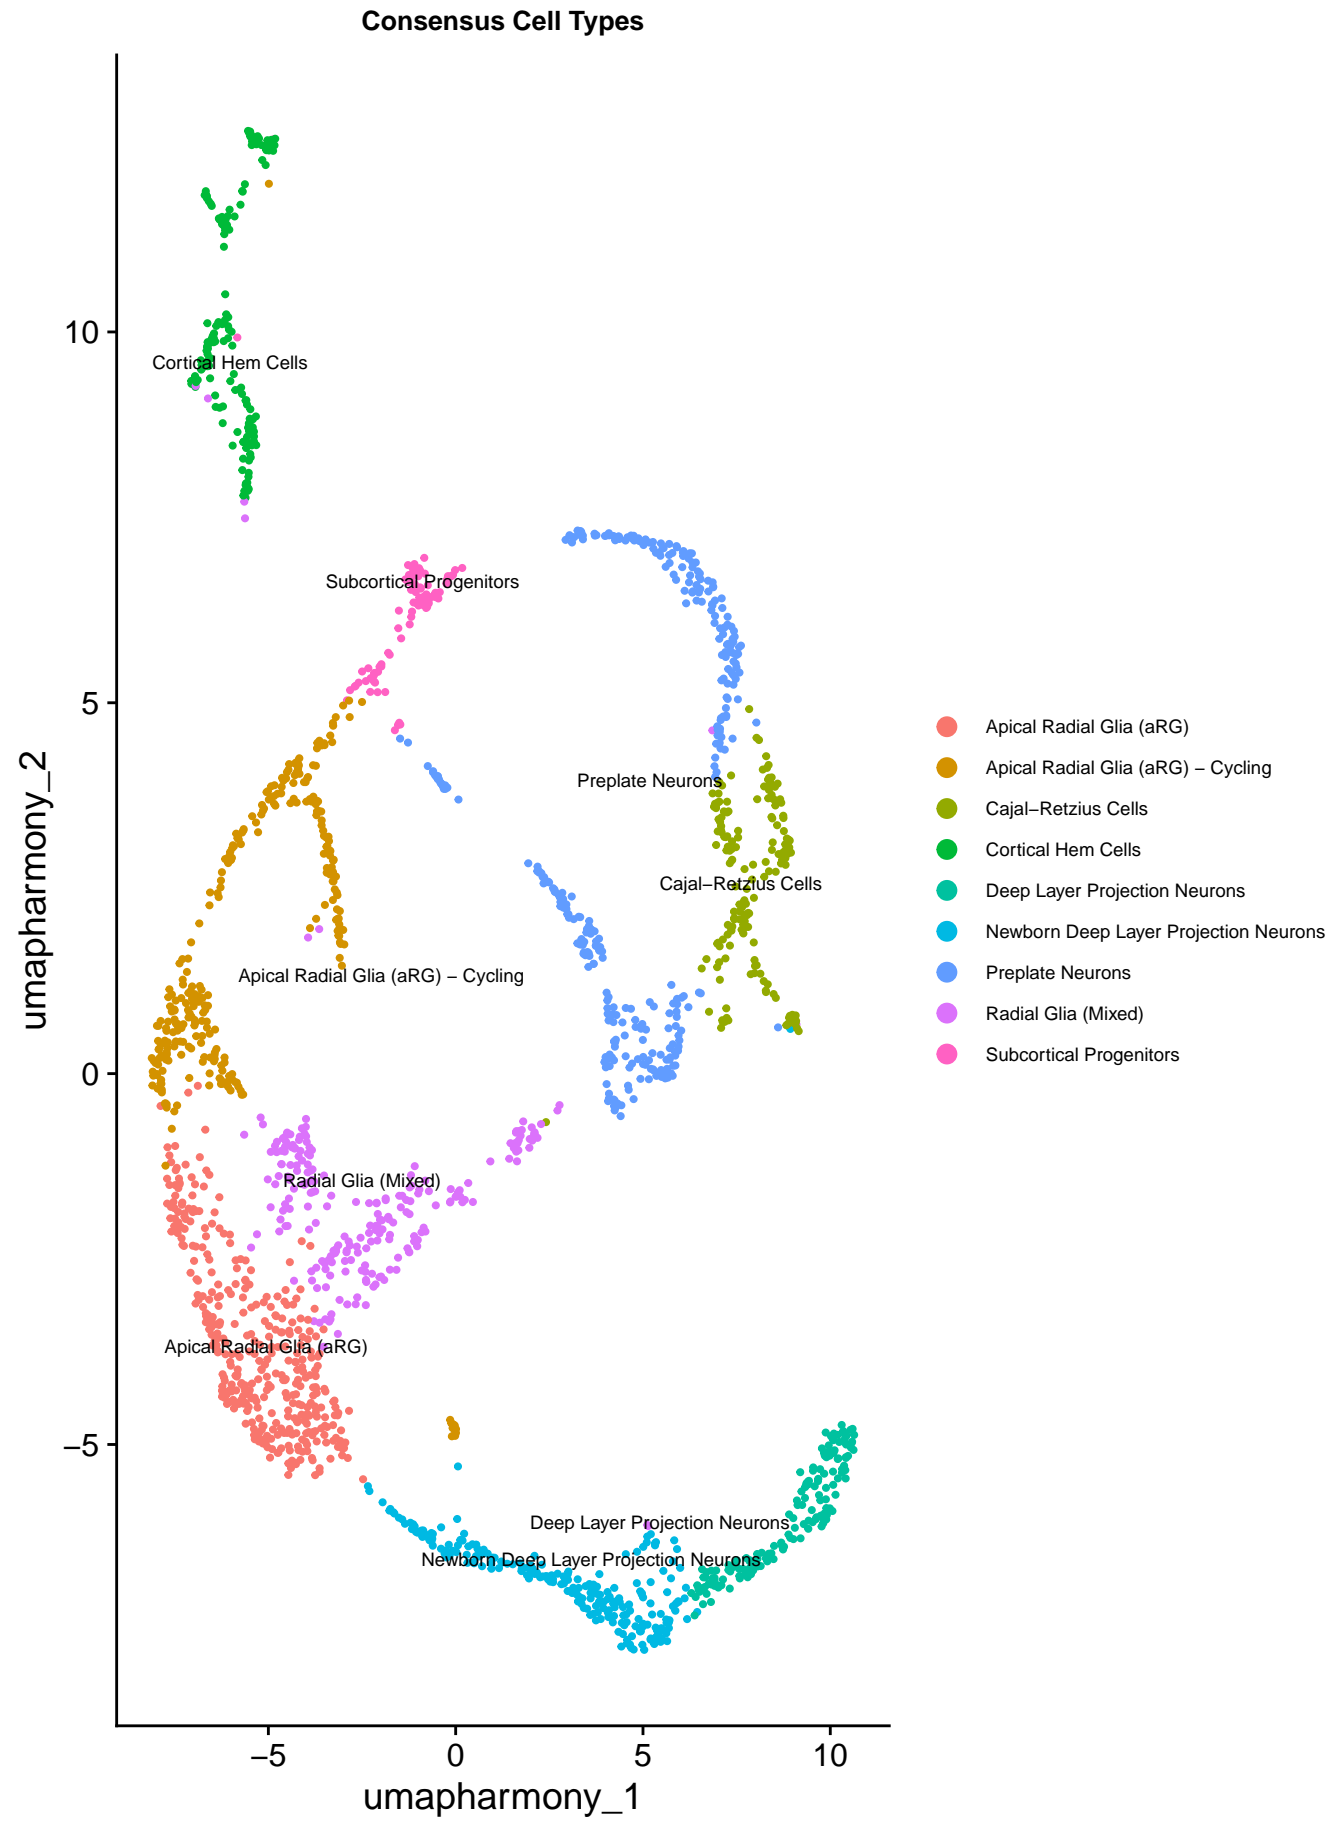 Consensus Cell Types
10
5
0
−5
umapharmony_2
Cortical Hem Cells
Subcortical Progenitors
Preplate Neurons
Cajal−Retzius Cells
Apical Radial Glia (aRG) − Cycling
Radial Glia (Mixed)
Apical Radial Glia (aRG)
Deep Layer Projection Neurons
Newborn Deep Layer Projection Neurons
−5
0
5
10
umapharmony_1
Apical Radial Glia (aRG)
Apical Radial Glia (aRG) − Cycling
Cajal−Retzius Cells
Cortical Hem Cells
Deep Layer Projection Neurons
Newborn Deep Layer Projection Neurons
Preplate Neurons
Radial Glia (Mixed)
Subcortical Progenitors